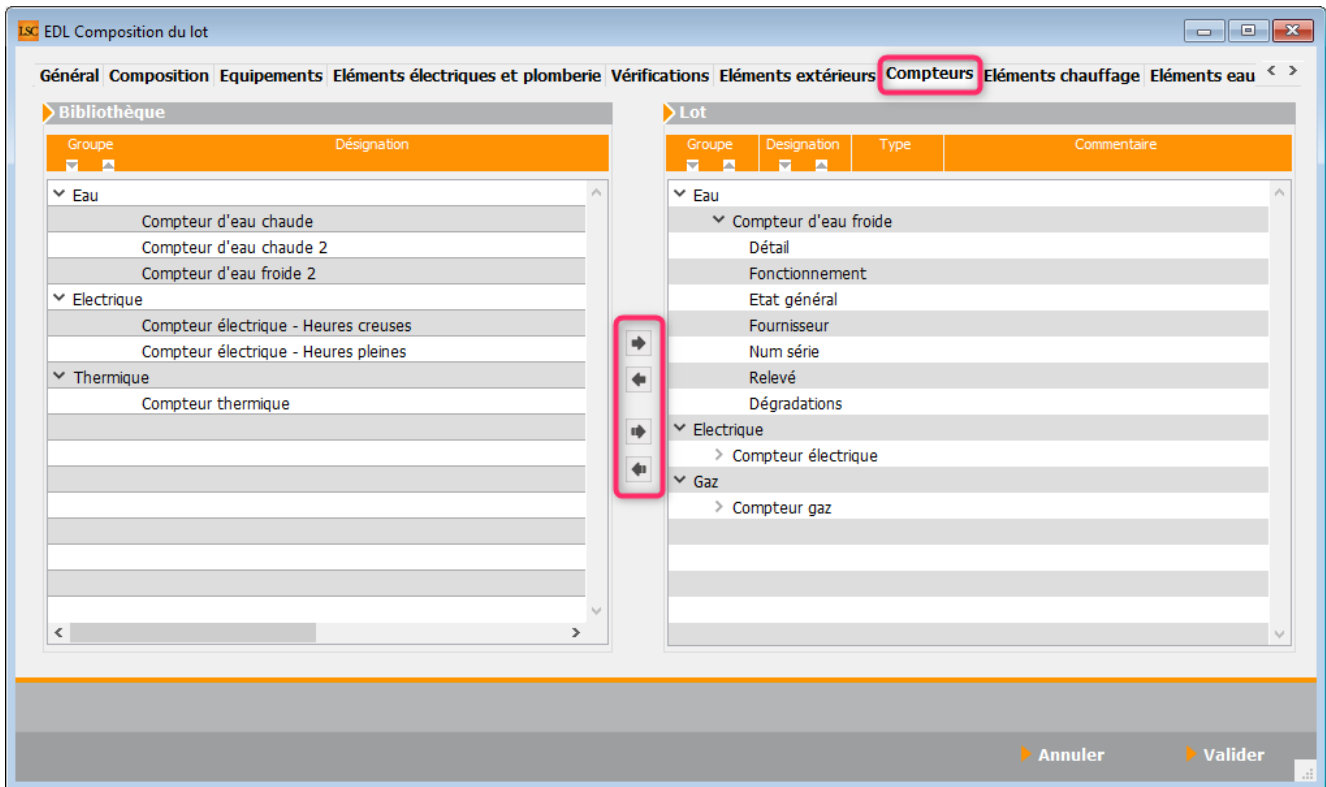 LSC EDL Composition du lot
Général Composition Equipements Eléments électriques et plomberie Vérifications Eléments extérieurs Compteurs Eléments chauffage Eléments eau
Bibliothèque
Groupe Désignation
Eau
Compteur d'eau chaude
Compteur d'eau chaude 2
Compteur d'eau froide 2
Electrique
Compteur électrique - Heures creuses
Compteur électrique - Heures pleines
Thermique
Compteur thermique
Lot
Groupe Designation Type Commentaire
Eau
Compteur d'eau froide
Détail
Fonctionnement
Etat général
Fournisseur
Num série
Relevé
Dégradations
Electrique
Compteur électrique
Gaz
Compteur gaz
Annuler Valider